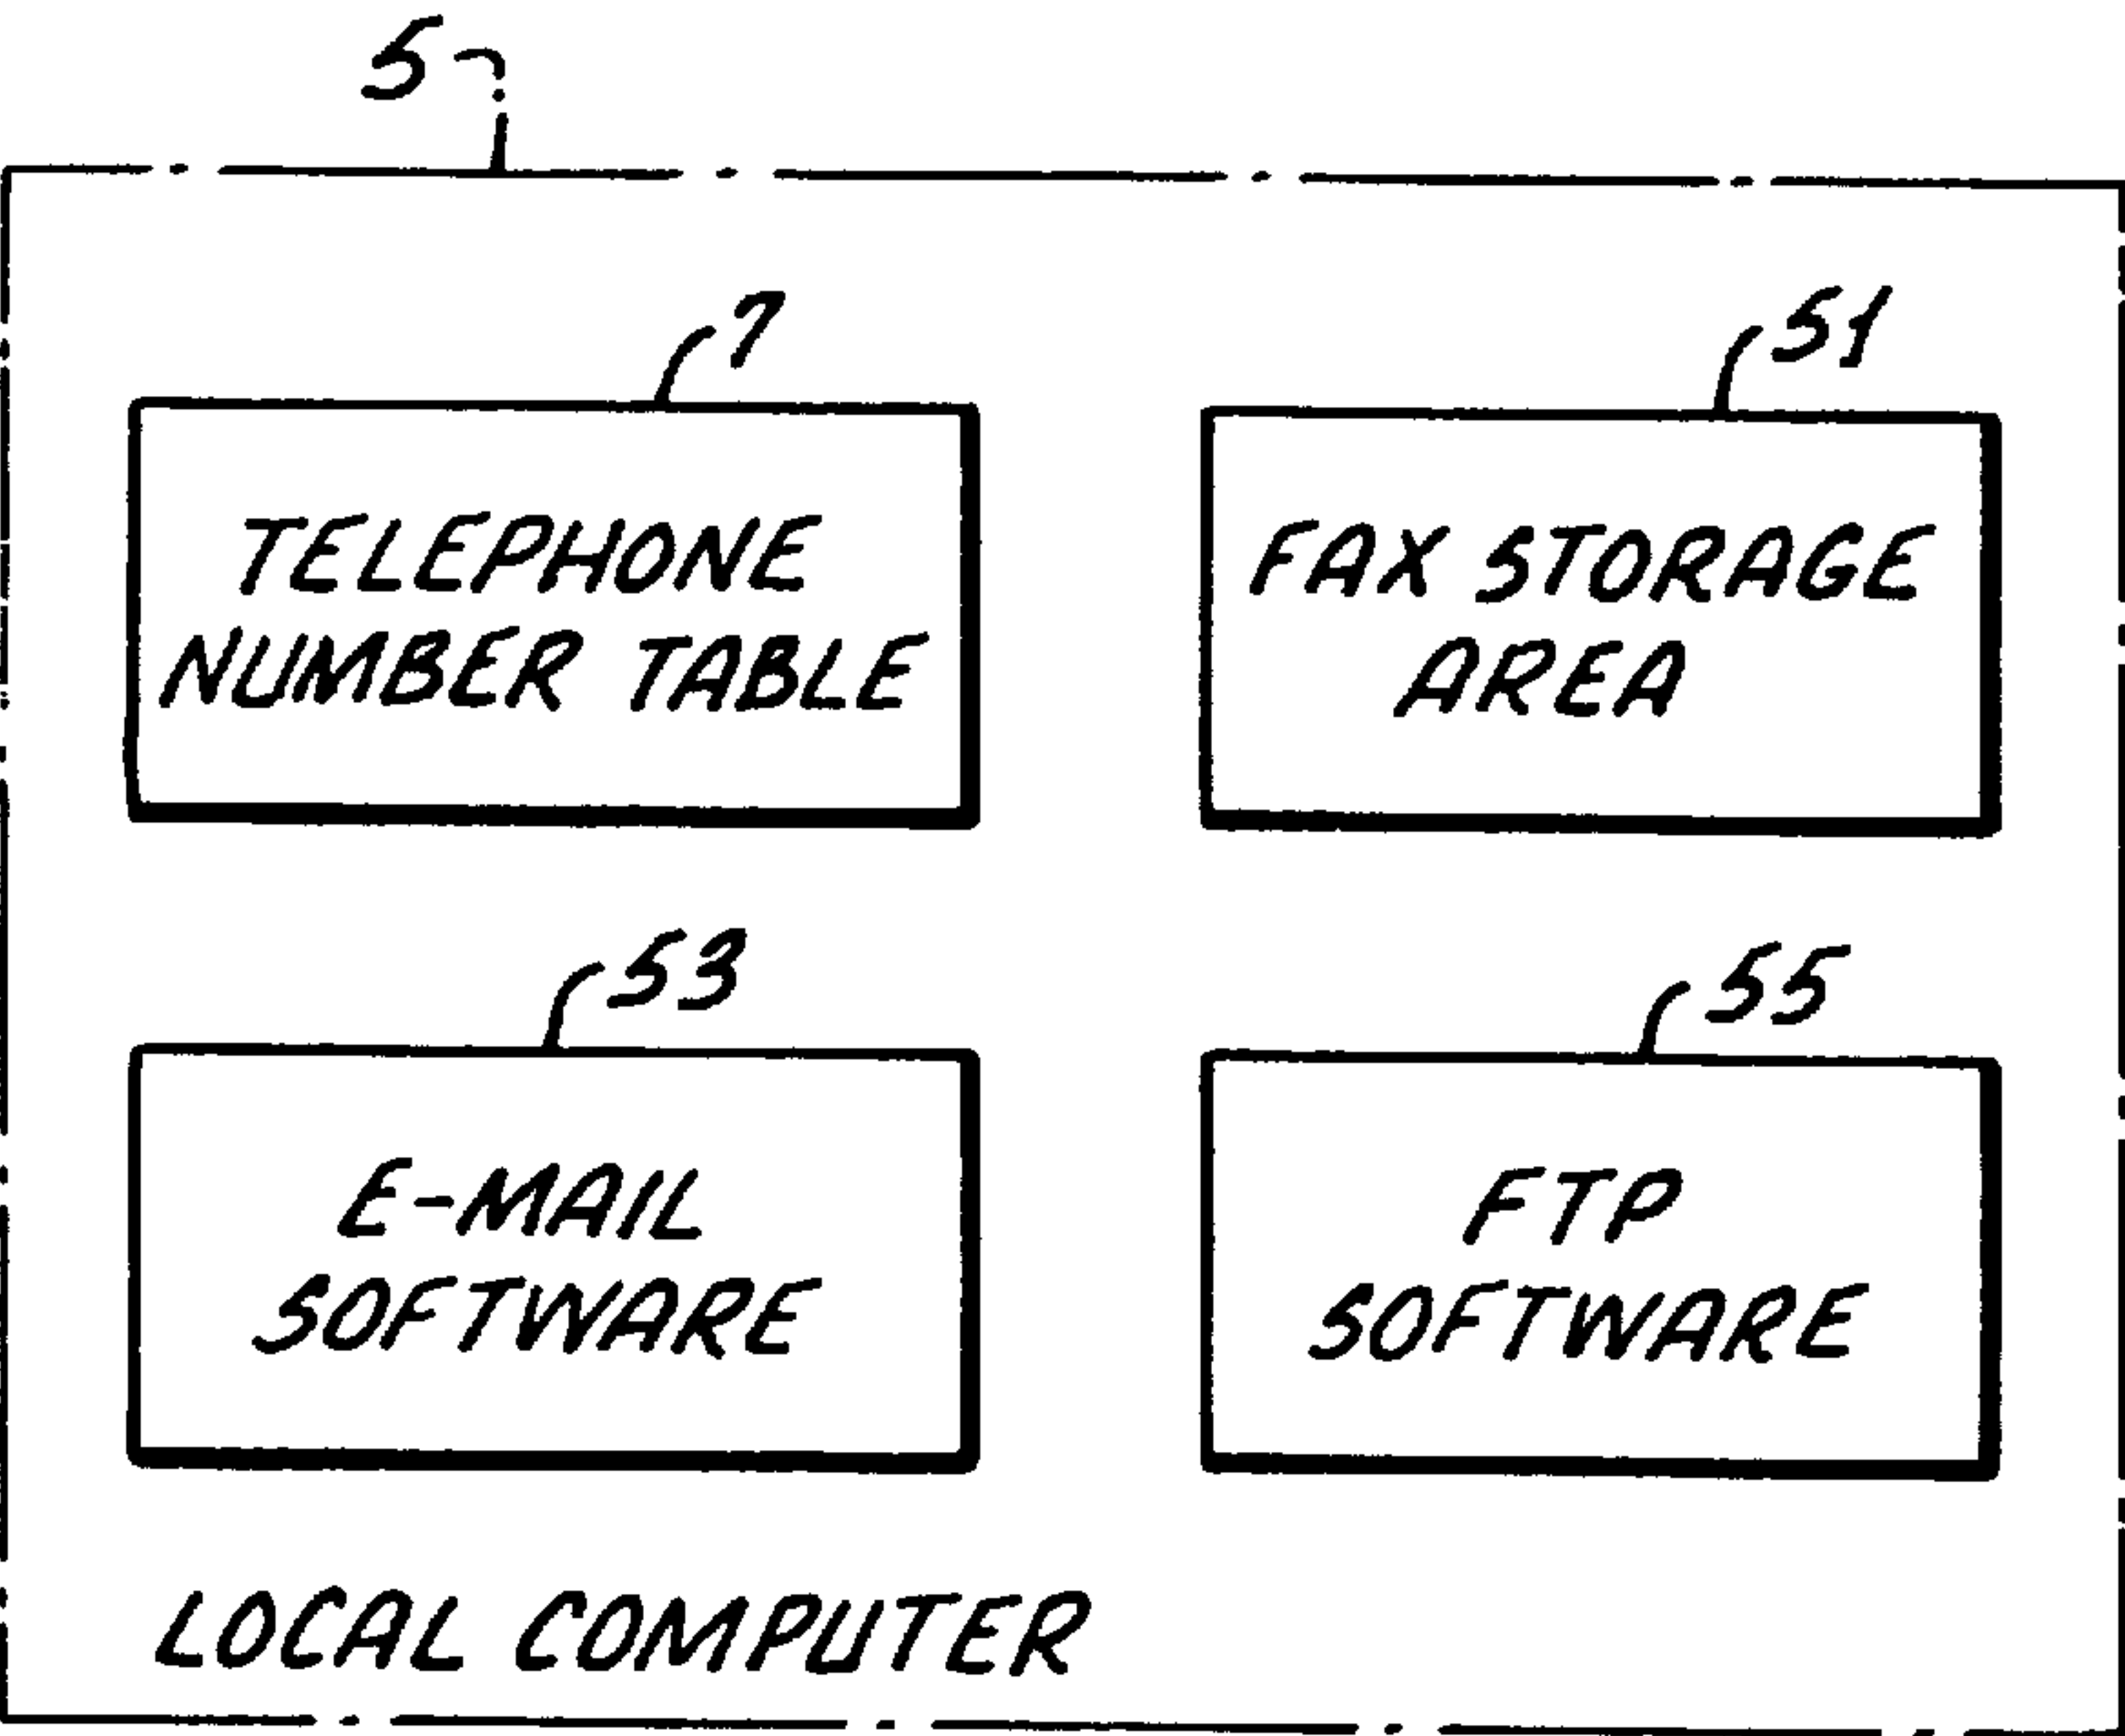 5
7
51
TELEPHONE
NUMBER TABLE
FAX STORAGE
AREA
53
55
E-MAIL
SOFTWARE
FTP
SOFTWARE
LOCAL COMPUTER